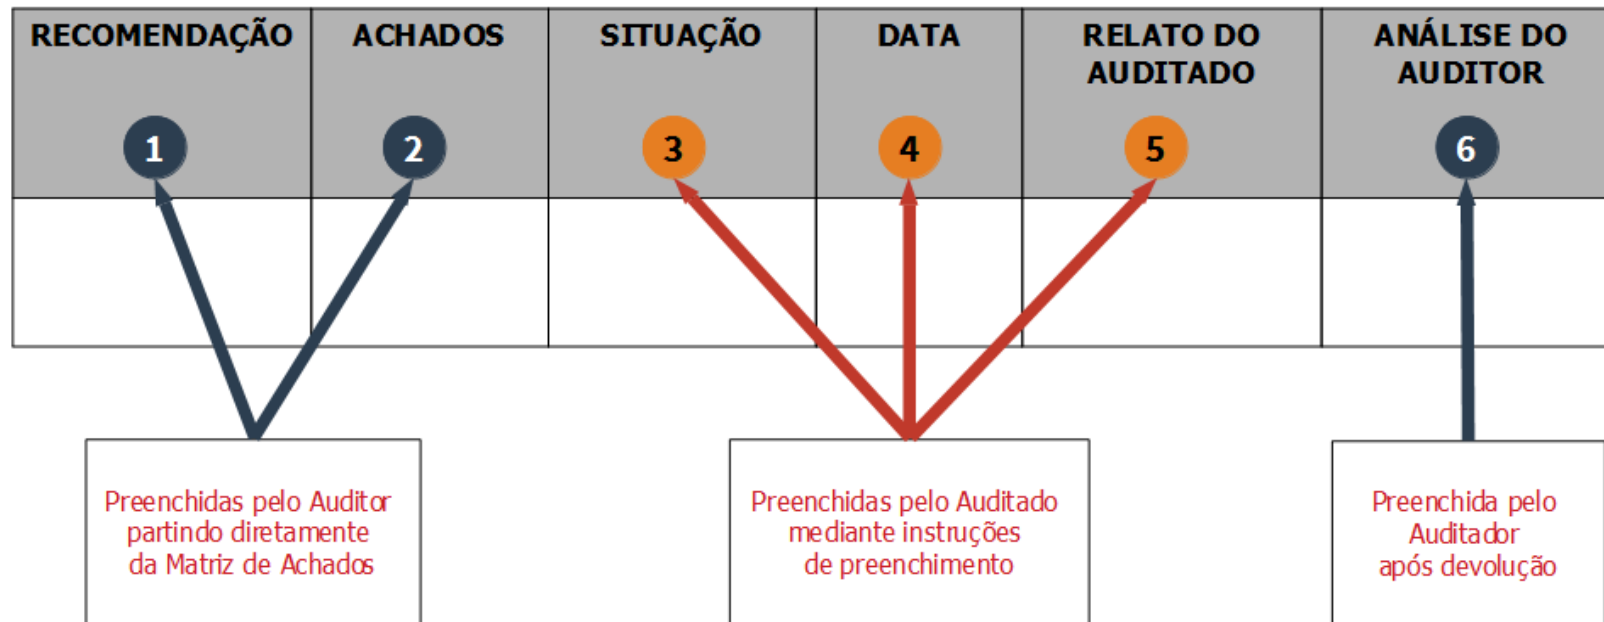 RECOMENDAÇÃO
ACHADOS
SITUAÇÃO
DATA
RELATO DO
AUDITADO
ANÁLISE DO
AUDITOR
1
2
3
4
5
6
Preenchidas pelo Auditor
partindo diretamente
da Matriz de Achados
Preenchidas pelo Auditado
mediante instruções
de preenchimento
Preenchida pelo
Auditador
após devolução